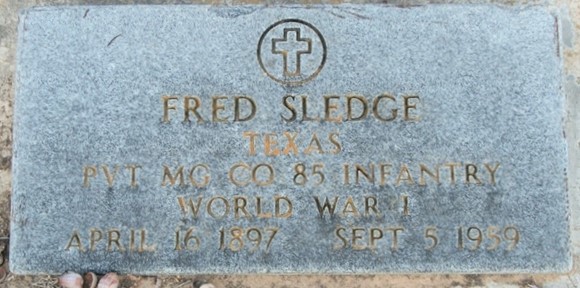 FRED SLEDGE
TEXAS
PVT MG CO 85 INFANTRY
WORLD WAR I
APRIL 16 1897 SEPT 5 1959